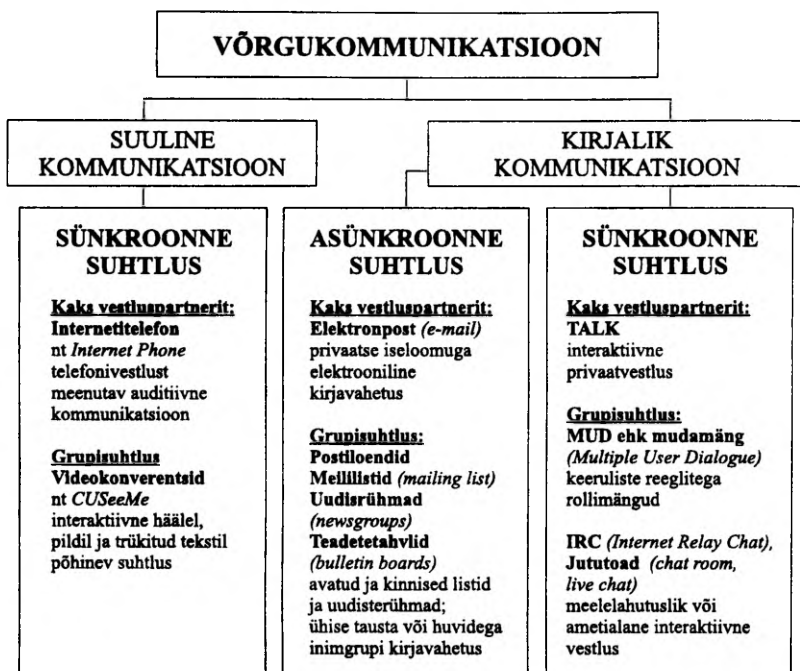 VÕRGUKOMMUNIKATSIOON
SUULINE
KOMMUNIKATSIOON
KIRJALIK
KOMMUNIKATSIOON
SÜNKROONNE
SUHTLUS
Kaks vestluspartnerit:
Internetitelefon
nt Internet Phone
telefonivestlust
meenutav auditiivne
kommunikatsioon
Grupisuhtlus
Videokonverentsid
nt CUSeeMe
interaktiivne häälel,
pildil ja trükitud tekstil
põhinev suhtlus
ASÜNKROONNE
SUHTLUS
Kaks vestluspartnerit:
Elektronpost (e-mail)
privaatse iseloomuga
elektrooniline
kirjavahetus
Grupisuhtlus:
Postiloendid
Meililistid (mailing list)
Uudisrühmad
(newsgroups)
Teadetetahvlid
(bulletin boards)
avatud ja kinnised listid
ja uudisterühmad;
ühise tausta või huvidega
inimgrupi kirjavahetus
SÜNKROONNE
SUHTLUS
Kaks vestluspartnerit:
TALK
interaktiivne
privaatvestlus
Grupisuhtlus:
MUD ehk mudamäng
(Multiple User Dialogue)
keeruliste reeglitega
rollimängud
IRC (Internet Relay Chat),
Jututoad (chat room,
live chat)
meelelahutuslik või
ametialane interaktiivne
vestlus